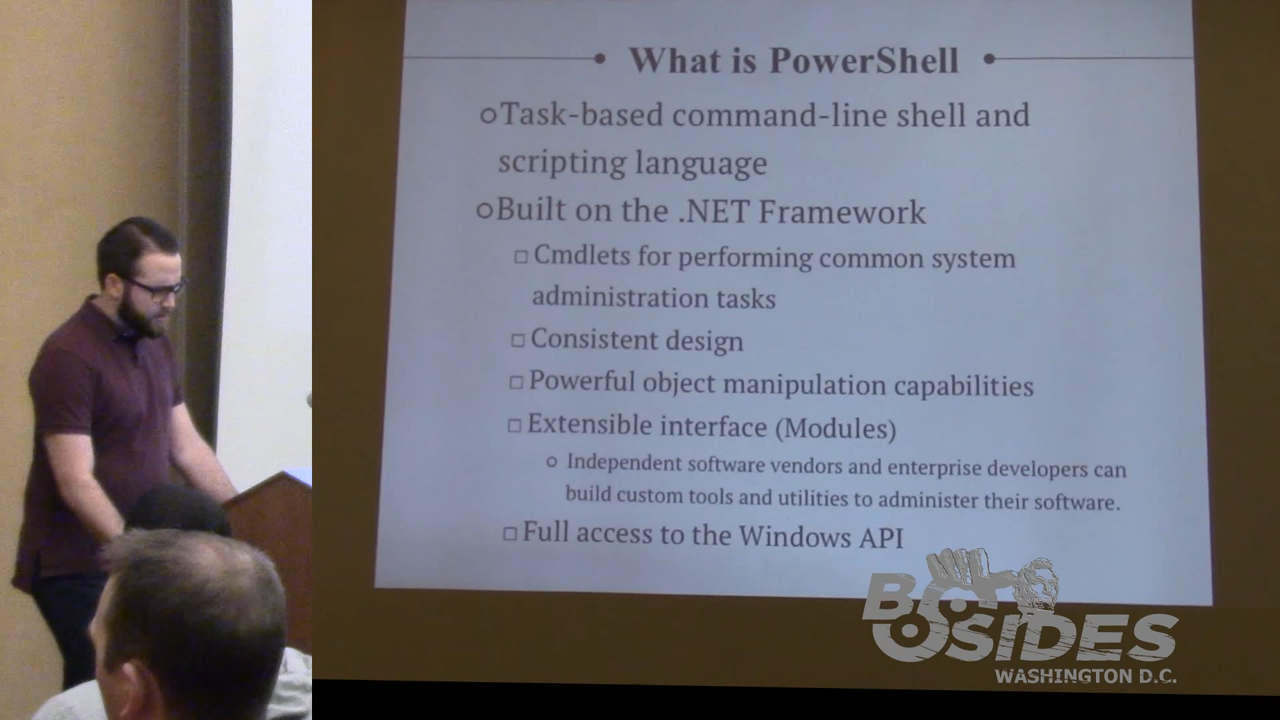 What is PowerShell
Task-based command-line shell and
scripting language
Built on the .NET Framework
Cmdlets for performing common system
administration tasks
Consistent design
Powerful object manipulation capabilities
Extensible interface (Modules)
Independent software vendors and enterprise developers can
build custom tools and utilities to administer their software.
Full access to the Windows API
BSIDES
WASHINGTON D.C.